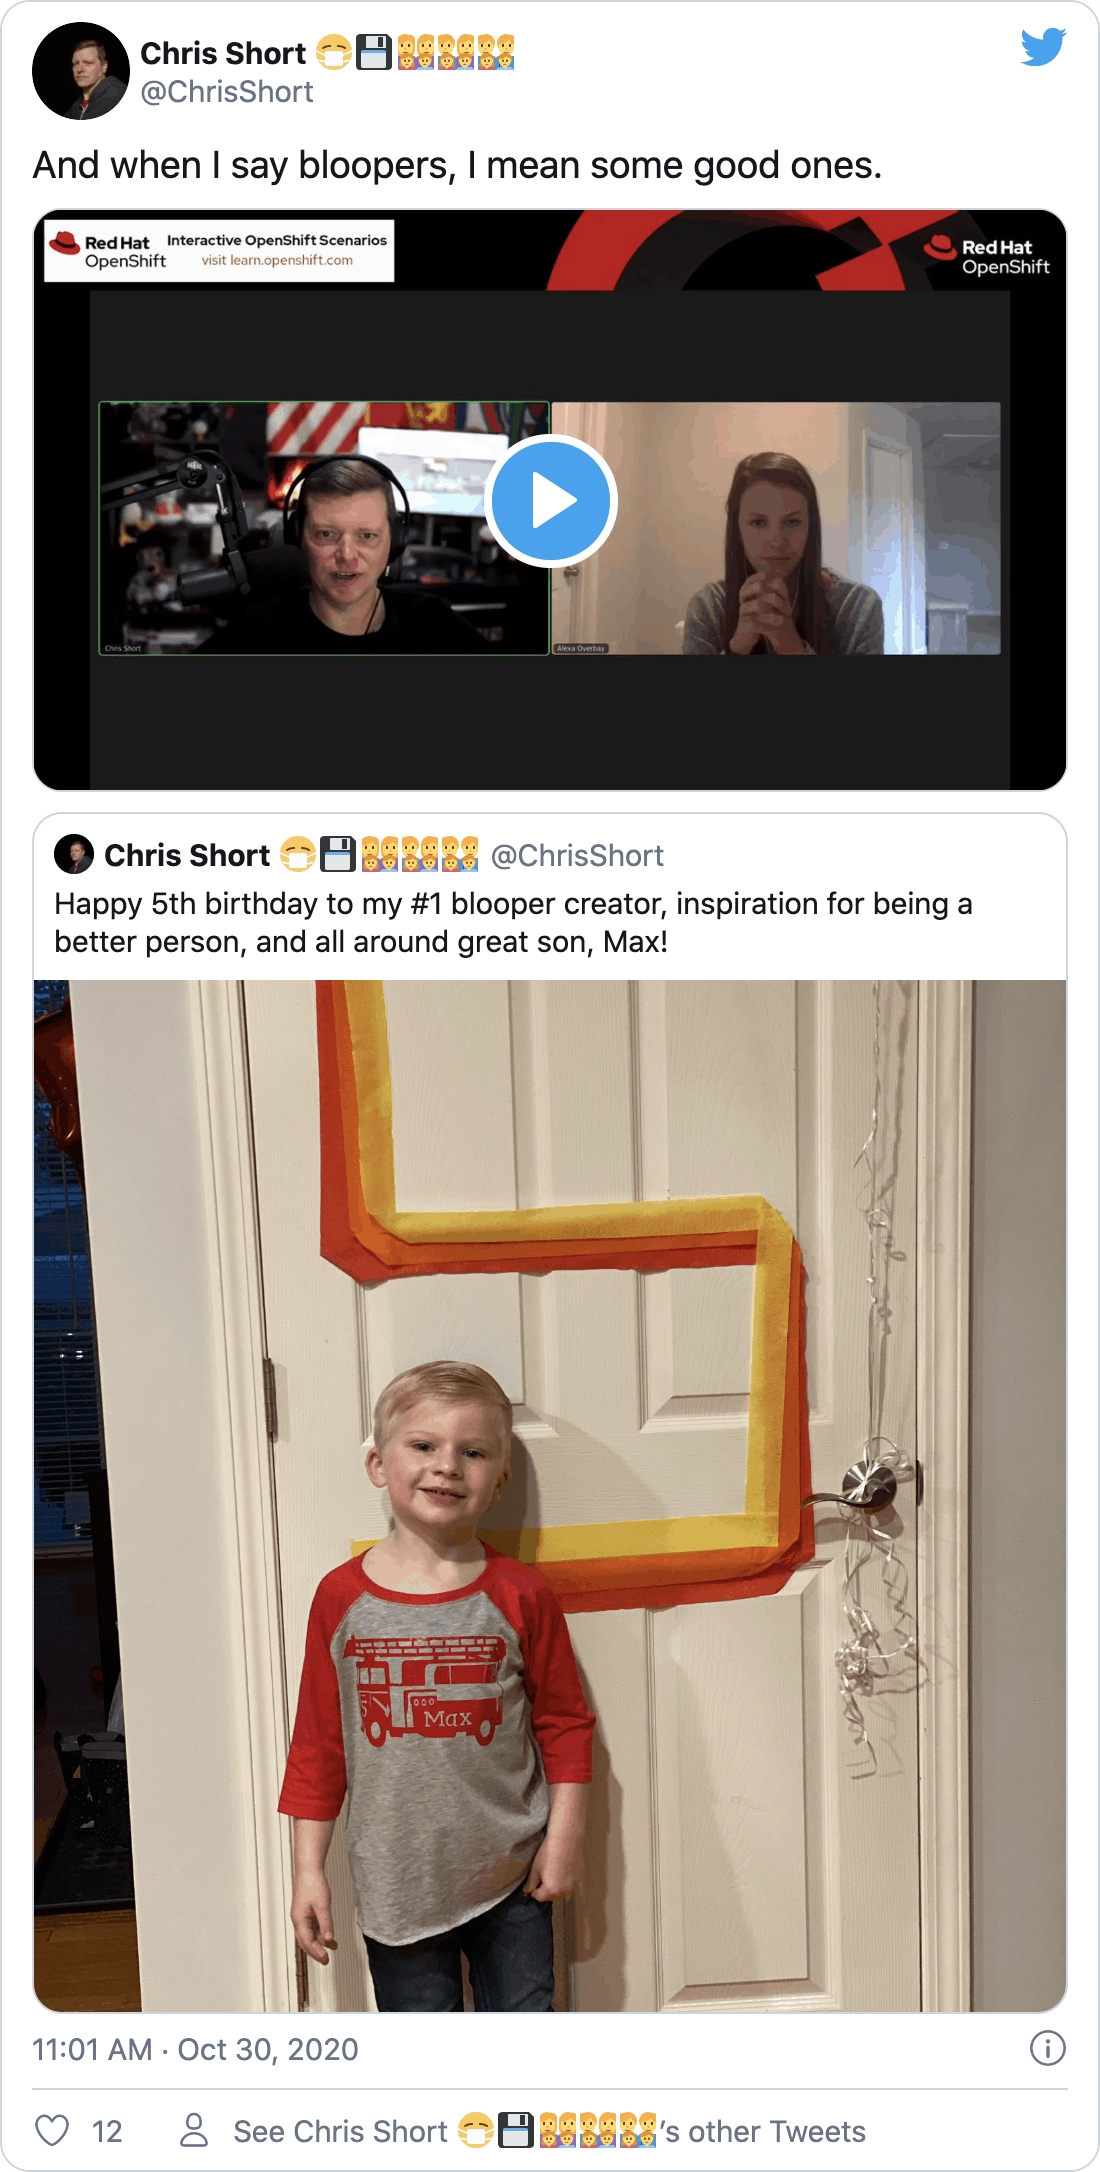 Chris Short 😷💾👩‍👩‍👧‍👦👩‍👩‍👧‍👦👨‍👩‍👧‍👦
@ChrisShort
And when I say bloopers, I mean some good ones.
Red Hat
OpenShift
Interactive OpenShift Scenarios
visit learn.openshift.com
Red Hat
OpenShift
Chris Short
Alexa Overbay
Chris Short 😷💾👩‍👩‍👧‍👦👩‍👩‍👧‍👦👨‍👩‍👧‍👦 @ChrisShort
Happy 5th birthday to my #1 blooper creator, inspiration for being a
better person, and all around great son, Max!
5
Max
11:01 AM · Oct 30, 2020
12
See Chris Short 😷💾👩‍👩‍👧‍👦👩‍👩‍👧‍👦👨‍👩‍👧‍👦's other Tweets